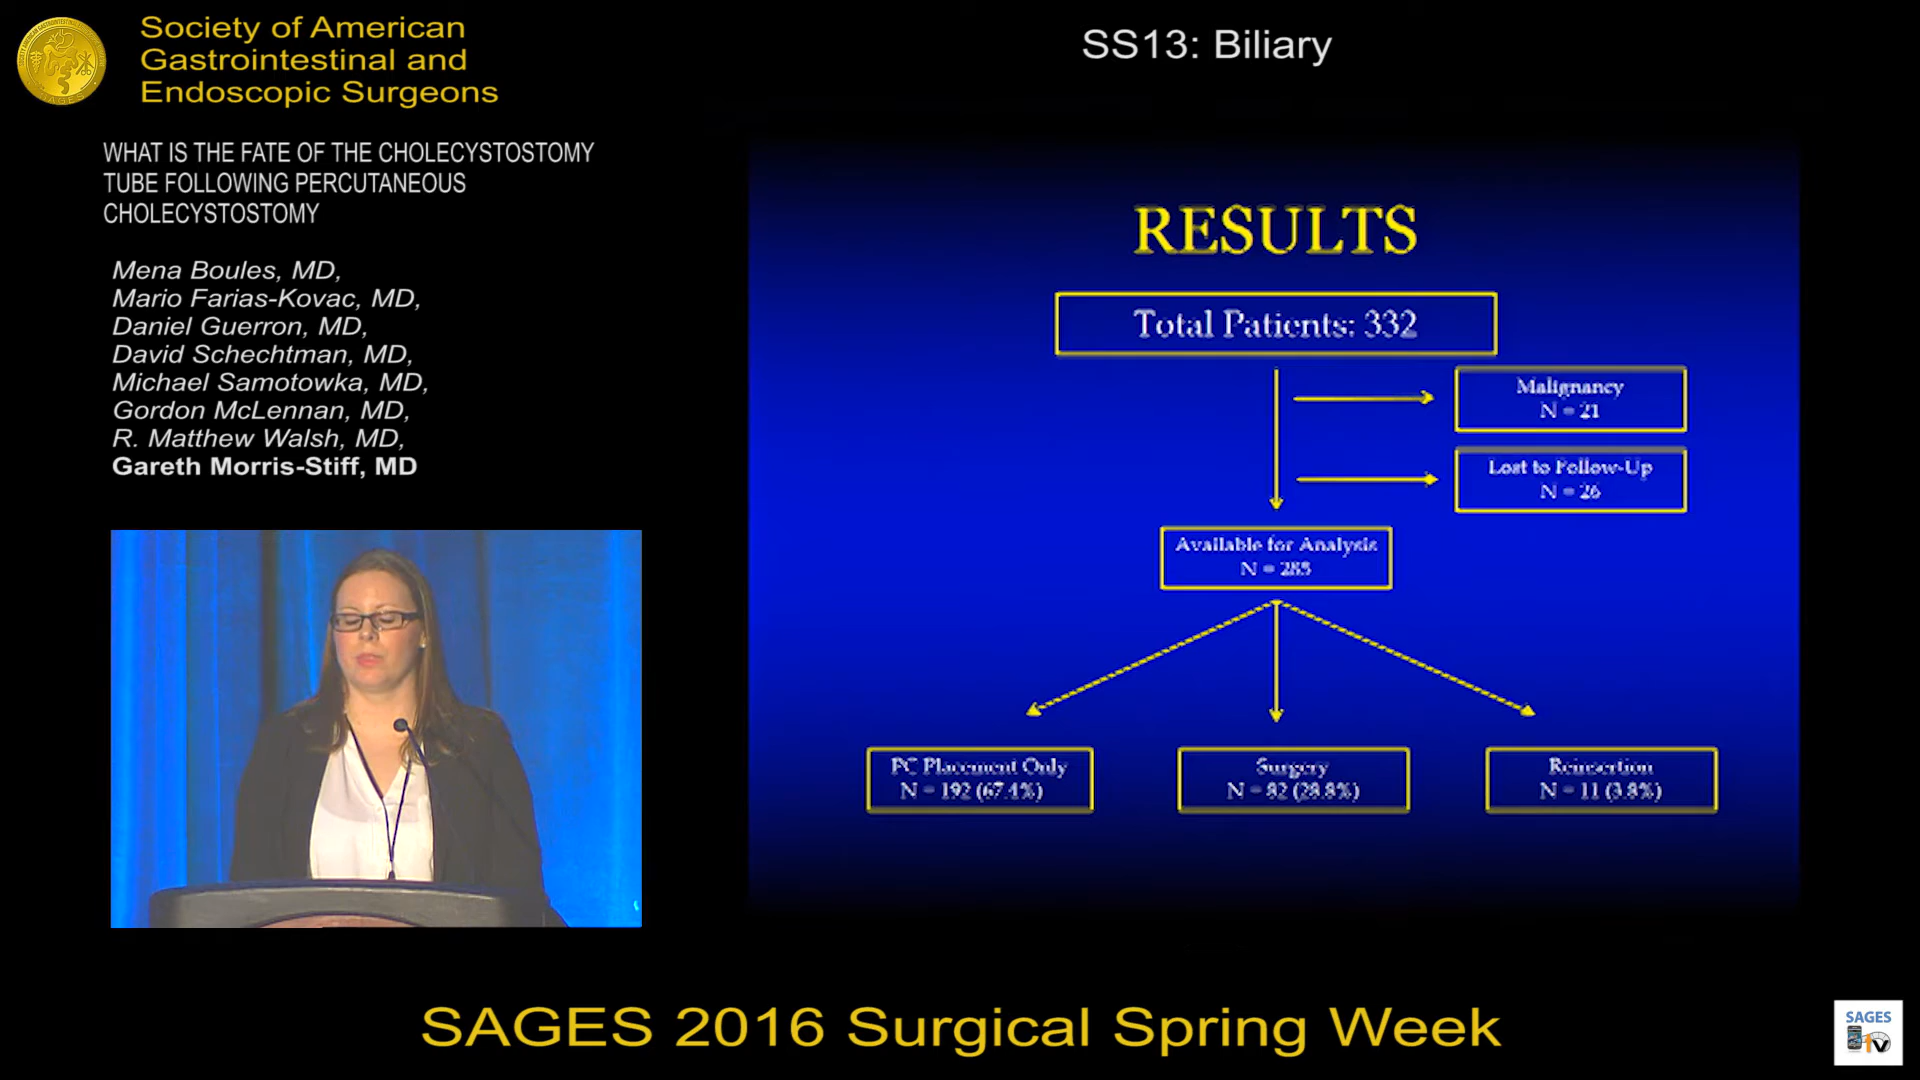 Society of American
Gastrointestinal and
Endoscopic Surgeons
SS13: Biliary
WHAT IS THE FATE OF THE CHOLECYSTOSTOMY
TUBE FOLLOWING PERCUTANEOUS
CHOLECYSTOSTOMY
Mena Boules, MD,
Mario Farias-Kovac, MD,
Daniel Guerron, MD,
David Schechtman, MD,
Michael Samotowka, MD,
Gordon McLennan, MD,
R. Matthew Walsh, MD,
Gareth Morris-Stiff, MD
RESULTS
Total Patients: 332
Malignancy
N = 21
Lost to Follow-Up
N = 26
Available for Analysis
N = 285
PC Placement Only
N = 192 (67.4%)
Surgery
N = 82 (28.8%)
Reinsertion
N = 11 (3.8%)
SAGES 2016 Surgical Spring Week
SAGES
TV
SAGES